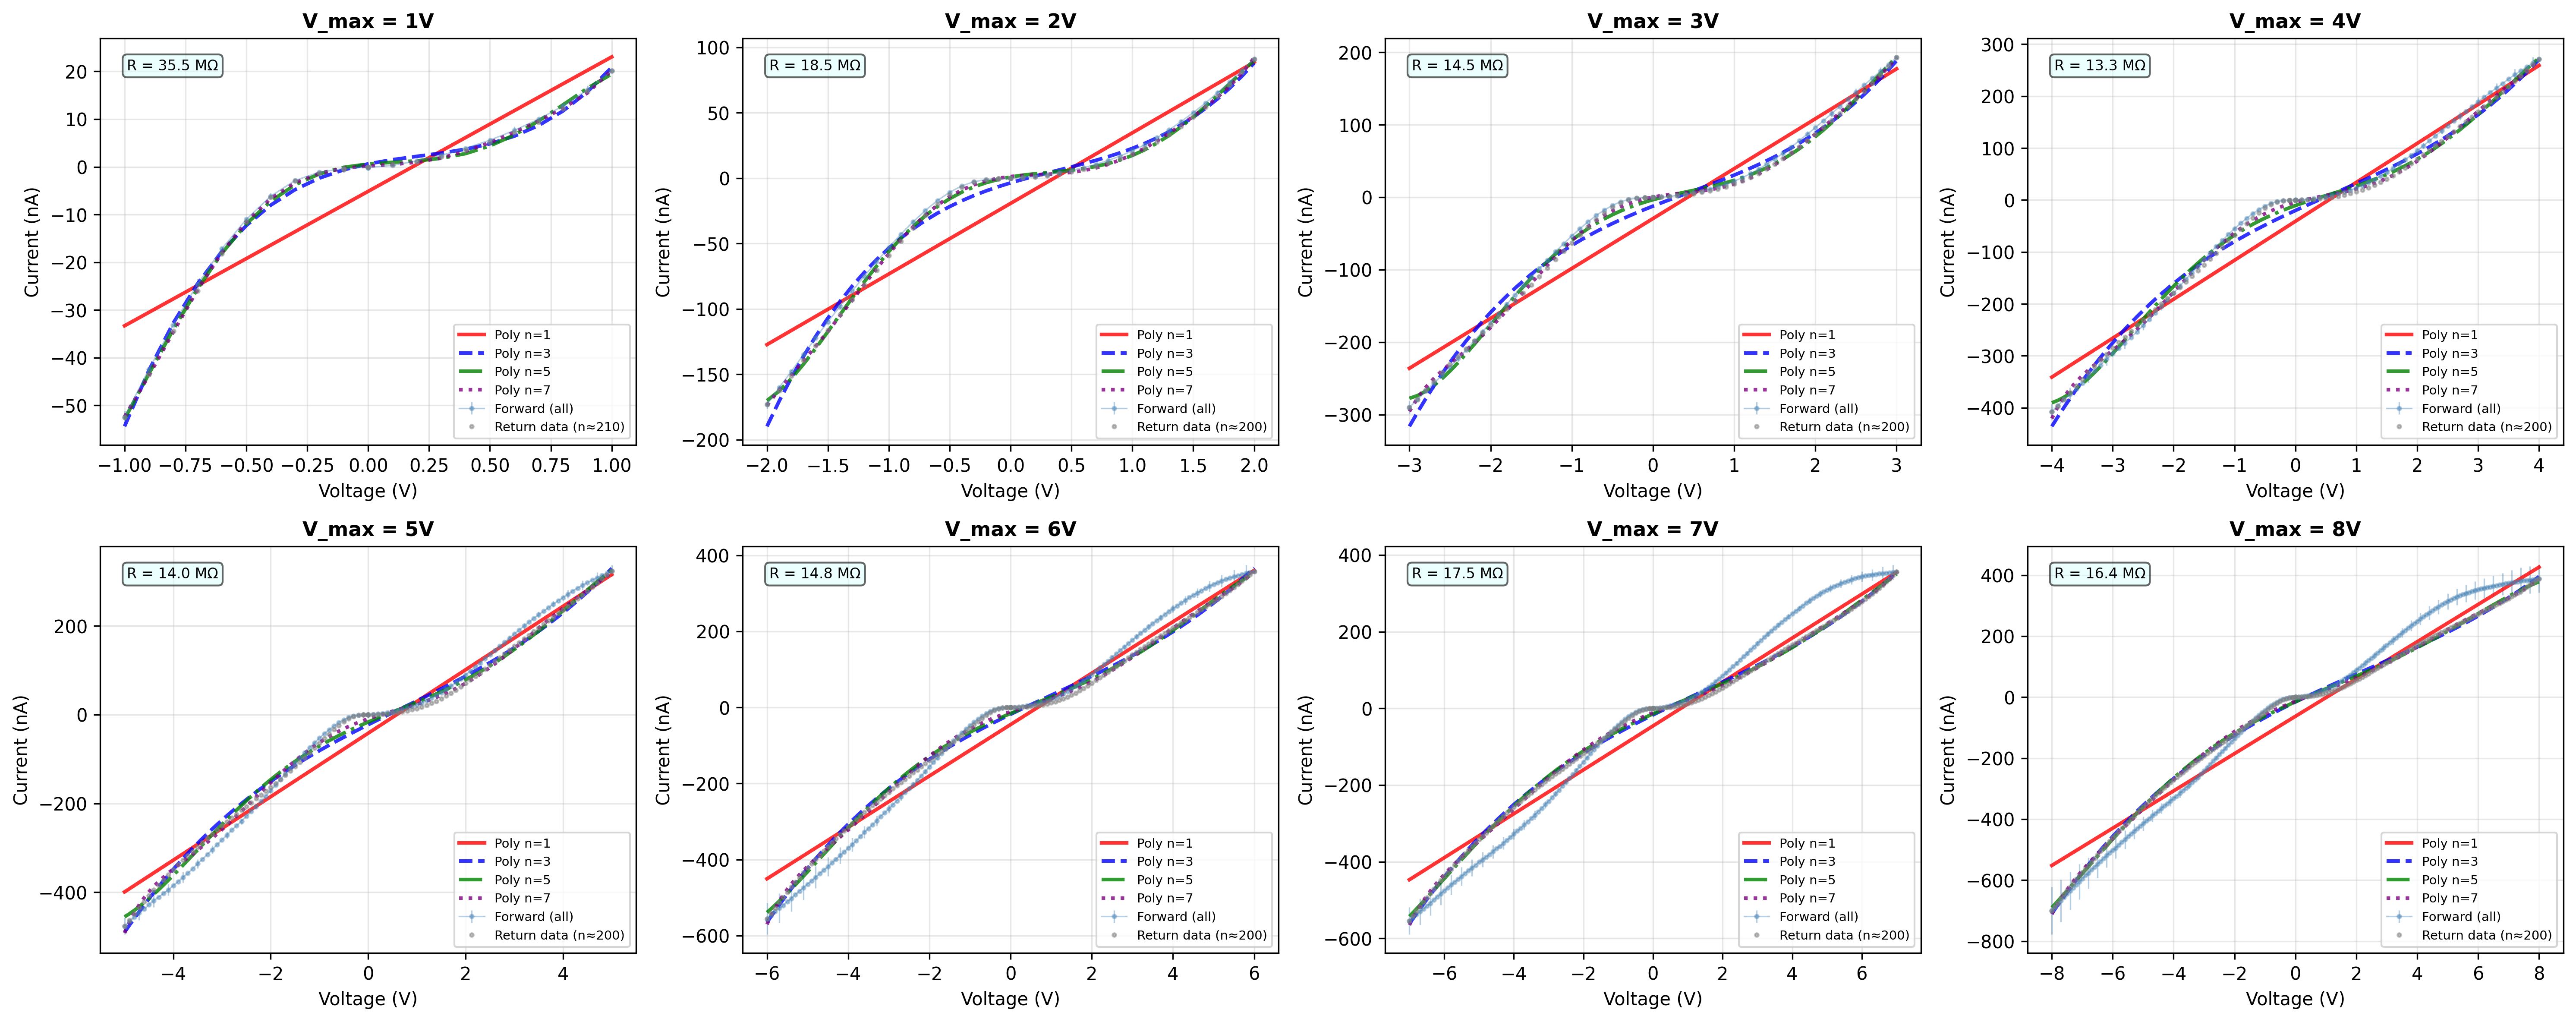 V_max = 1V
R = 35.5 MΩ
Current (nA)
20
10
0
−10
−20
−30
−40
−50
−1.00 −0.75 −0.50 −0.25 0.00 0.25 0.50 0.75 1.00
Voltage (V)
Poly n=1
Poly n=3
Poly n=5
Poly n=7
Forward (all)
Return data (n≈210)
V_max = 2V
R = 18.5 MΩ
Current (nA)
100
50
0
−50
−100
−150
−200
−2.0 −1.5 −1.0 −0.5 0.0 0.5 1.0 1.5 2.0
Voltage (V)
Poly n=1
Poly n=3
Poly n=5
Poly n=7
Forward (all)
Return data (n≈200)
V_max = 3V
R = 14.5 MΩ
Current (nA)
200
100
0
−100
−200
−300
−3 −2 −1 0 1 2 3
Voltage (V)
Poly n=1
Poly n=3
Poly n=5
Poly n=7
Forward (all)
Return data (n≈200)
V_max = 4V
R = 13.3 MΩ
Current (nA)
300
200
100
0
−100
−200
−300
−400
−4 −3 −2 −1 0 1 2 3 4
Voltage (V)
Poly n=1
Poly n=3
Poly n=5
Poly n=7
Forward (all)
Return data (n≈200)
V_max = 5V
R = 14.0 MΩ
Current (nA)
200
0
−200
−400
−4 −2 0 2 4
Voltage (V)
Poly n=1
Poly n=3
Poly n=5
Poly n=7
Forward (all)
Return data (n≈200)
V_max = 6V
R = 14.8 MΩ
Current (nA)
400
200
0
−200
−400
−600
−6 −4 −2 0 2 4 6
Voltage (V)
Poly n=1
Poly n=3
Poly n=5
Poly n=7
Forward (all)
Return data (n≈200)
V_max = 7V
R = 17.5 MΩ
Current (nA)
400
200
0
−200
−400
−600
−6 −4 −2 0 2 4 6
Voltage (V)
Poly n=1
Poly n=3
Poly n=5
Poly n=7
Forward (all)
Return data (n≈200)
V_max = 8V
R = 16.4 MΩ
Current (nA)
400
200
0
−200
−400
−600
−800
−8 −6 −4 −2 0 2 4 6 8
Voltage (V)
Poly n=1
Poly n=3
Poly n=5
Poly n=7
Forward (all)
Return data (n≈200)